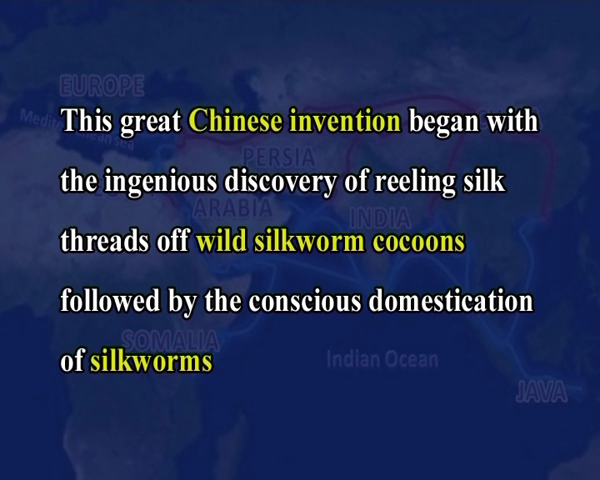 EUROPE
This great Chinese invention began with
the ingenious discovery of reeling silk
threads off wild silkworm cocoons
followed by the conscious domestication
of silkworms
PERSIA
ARABIA
INDIA
SOMALIA
Indian Ocean
JAVA